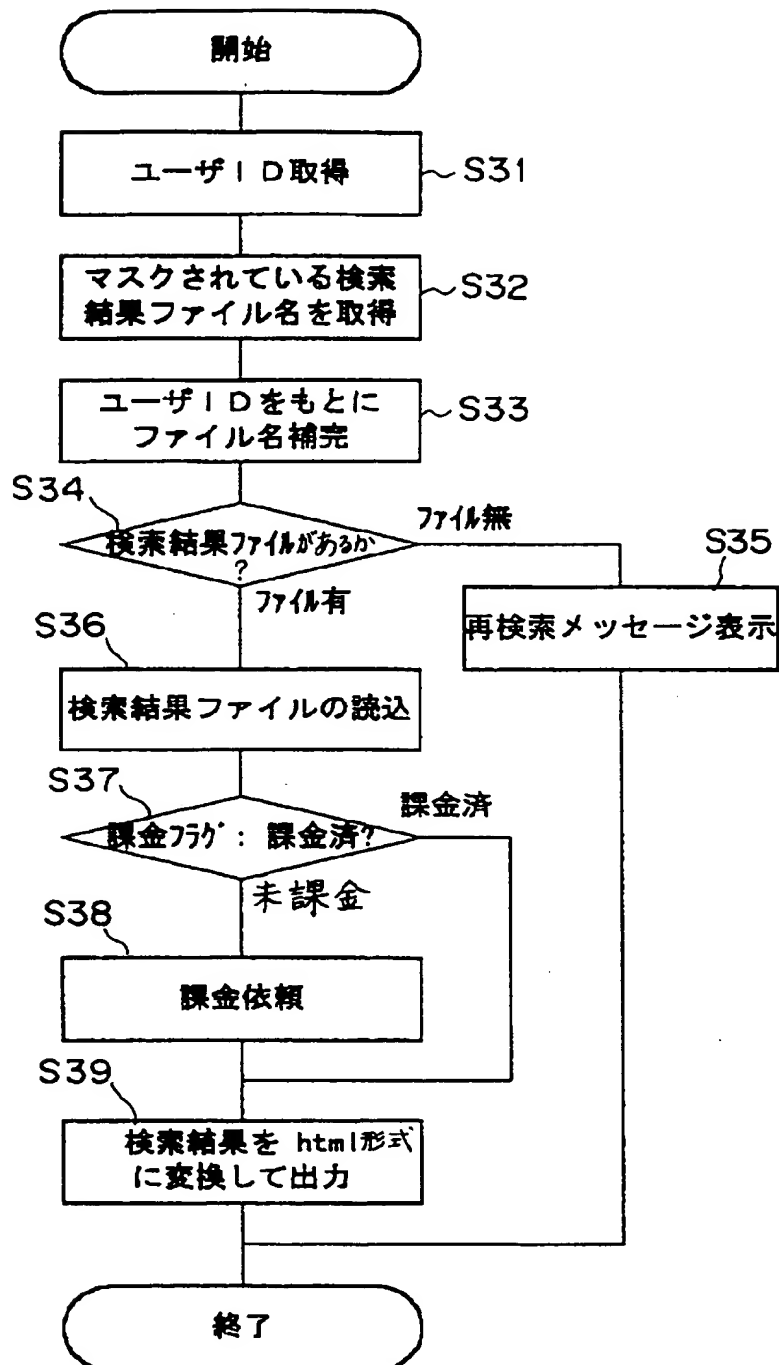 開始
ユーザID取得
S31
マスクされている検索
結果ファイル名を取得
S32
ユーザIDをもとに
ファイル名補完
S33
S34
検索結果ファイルがあるか
?
ファイル無
ファイル有
S35
再検索メッセージ表示
S36
検索結果ファイルの読込
S37
課金フラグ: 課金済?
課金済
未課金
S38
課金依頼
S39
検索結果を html形式
に変換して出力
終了